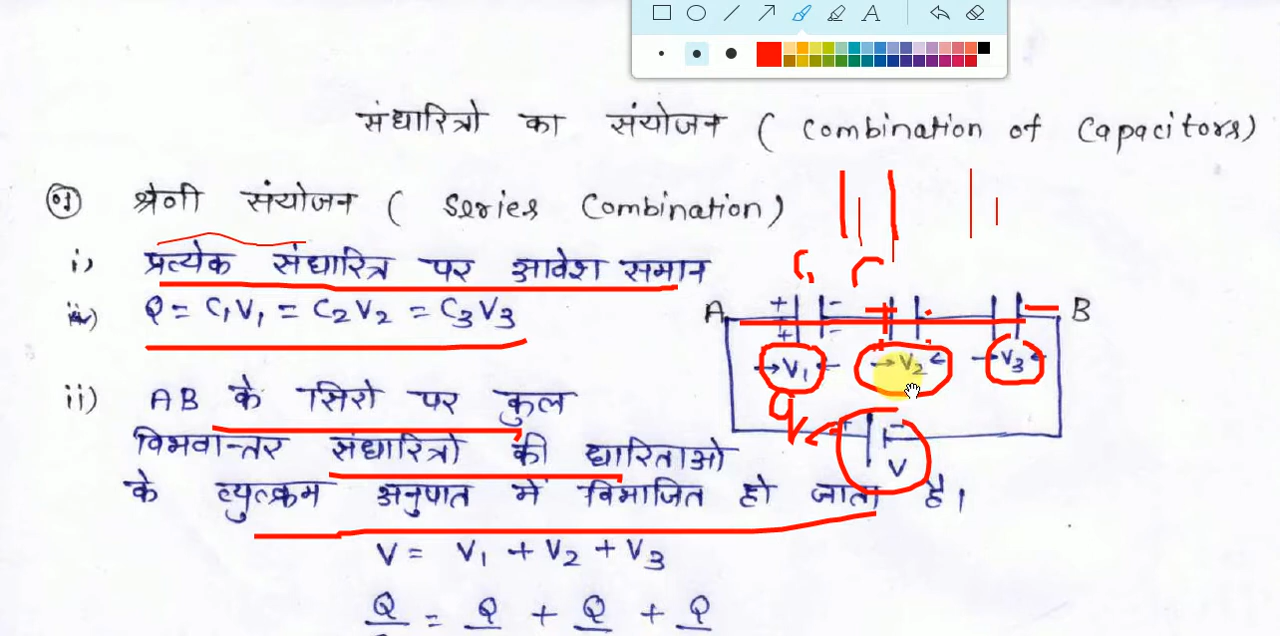 संधारित्रो का संयोजन ( Combination of Capacitors)
01 श्रेणी संयोजन ( Series Combination)
i) प्रत्येक संधारित्र पर आवेश समान
Q = C1V1 = C2V2 = C3V3
ii) AB के सिरो पर कुल
विभवान्तर संधारित्रो की धारिताओ
के व्युत्क्रम अनुपात में विभाजित हो जाता है।
V = V1 + V2 + V3
Q = Q + Q + Q
A + - B
+
V1 V2 V3
q + -
V
A